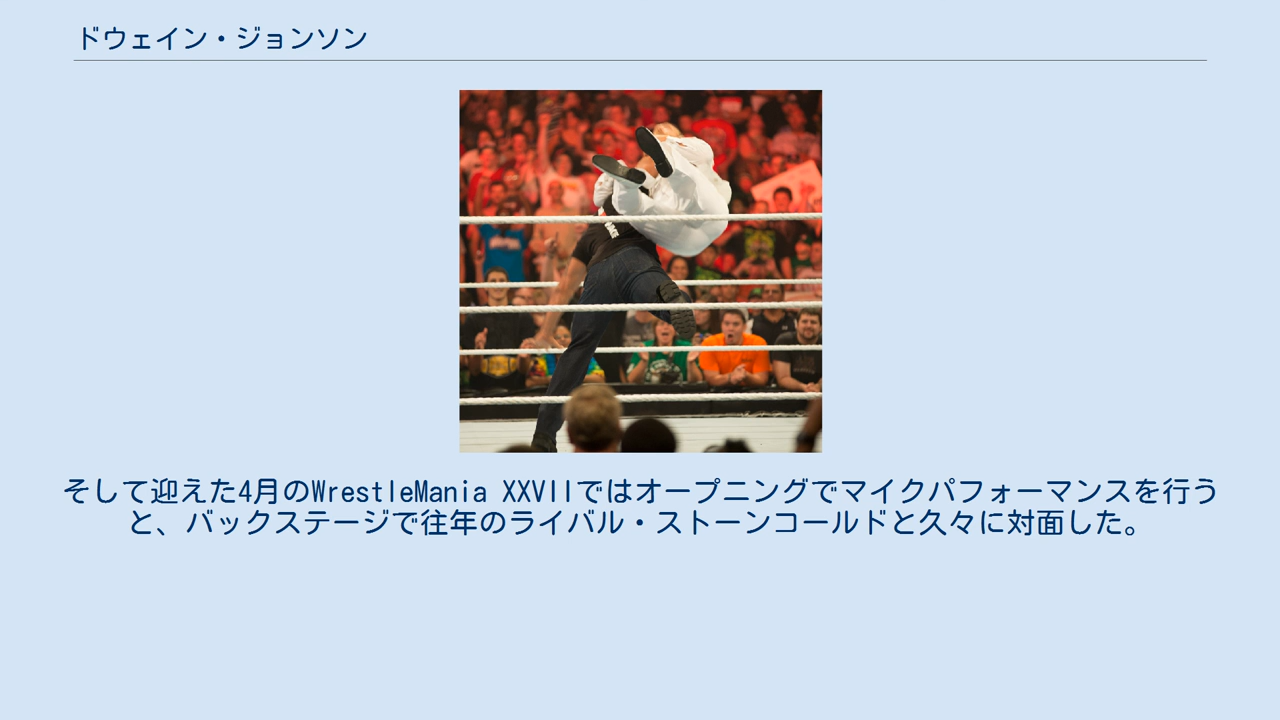 ドウェイン・ジョンソン
そして迎えた4月のWrestleMania XXVIIではオープニングでマイクパフォーマンスを行う
と、バックステージで往年のライバル・ストーンコールドと久々に対面した。